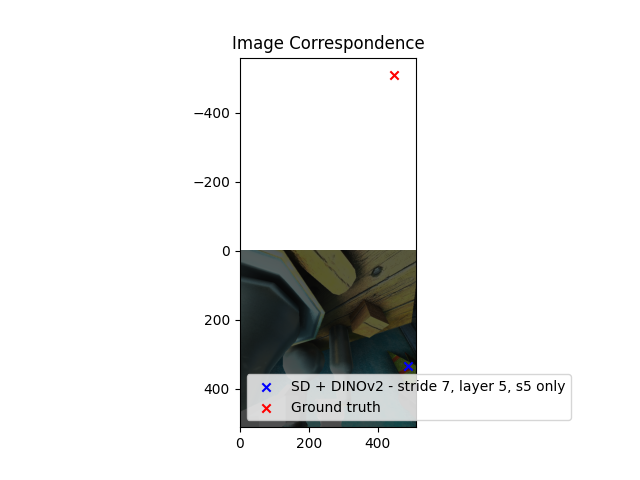 Image Correspondence
−400
−200
0
200
400
SD + DINOv2 - stride 7, layer 5, s5 only
Ground truth
0 200 400